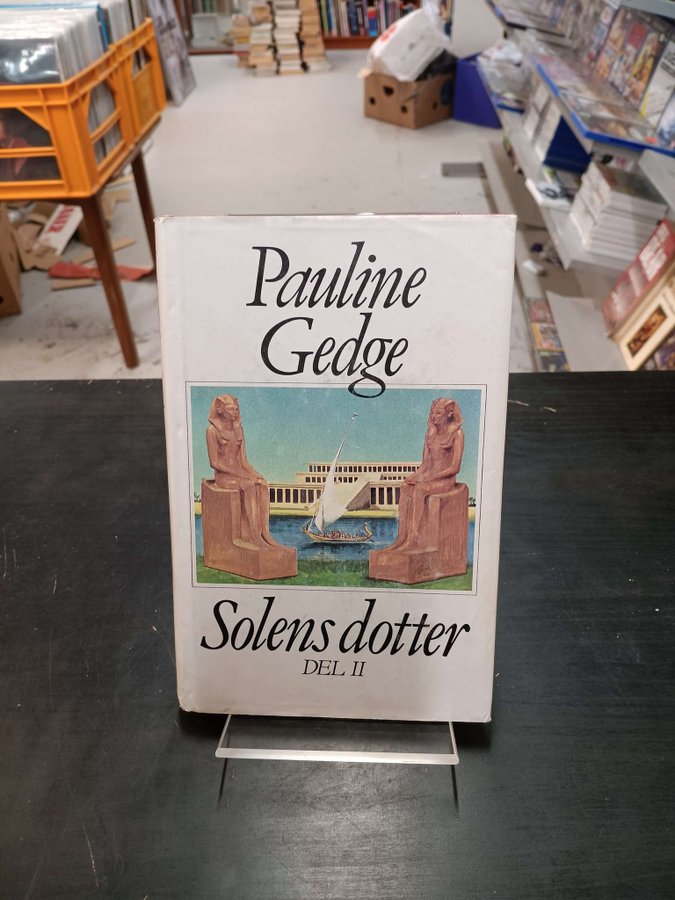 Pauline
Gedge
Solens dotter
DEL II